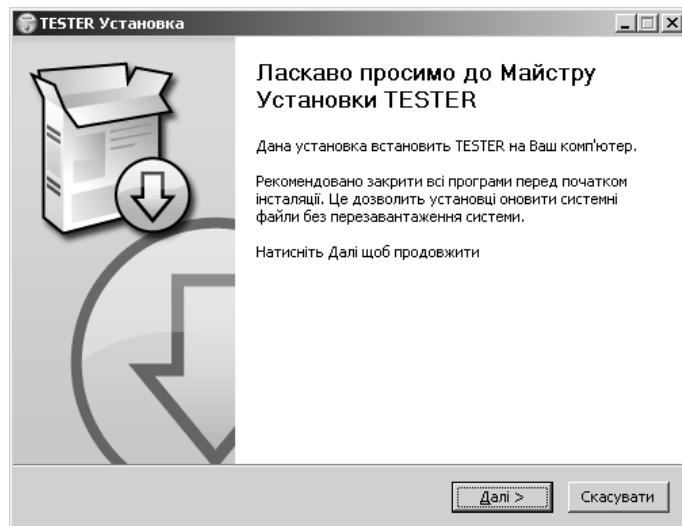 TESTER Установка
Ласкаво просимо до Майстру
Установки TESTER
Дана установка встановить TESTER на Ваш комп'ютер.
Рекомендовано закрити всі програми перед початком
інсталяції. Це дозволить установці оновити системні
файли без перезавантаження системи.
Натисніть Далі щоб продовжити
Далі >
Скасувати